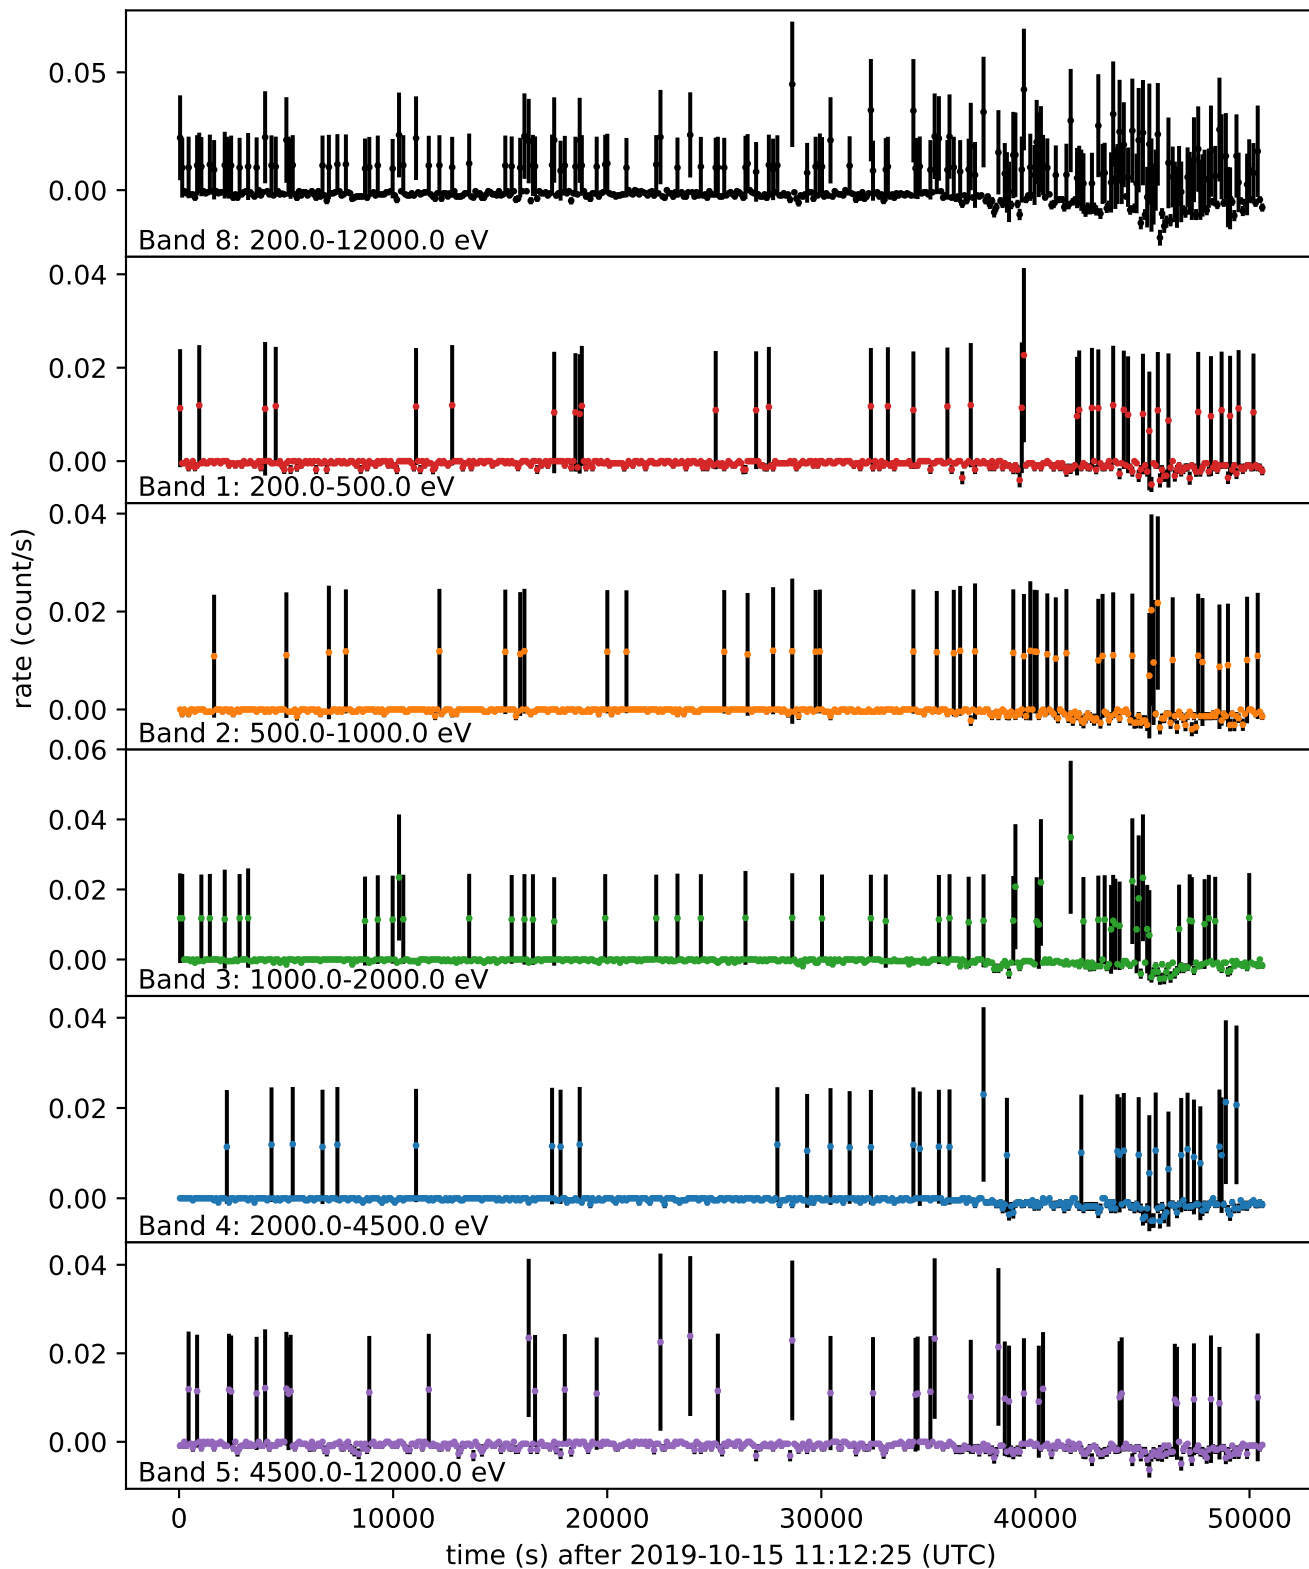 0.05
0.00
Band 8: 200.0-12000.0 eV
0.04
0.02
0.00
Band 1: 200.0-500.0 eV
0.04
0.02
0.00
Band 2: 500.0-1000.0 eV
rate (count/s)
0.06
0.04
0.02
0.00
Band 3: 1000.0-2000.0 eV
0.04
0.02
0.00
Band 4: 2000.0-4500.0 eV
0.04
0.02
0.00
Band 5: 4500.0-12000.0 eV
0 10000 20000 30000 40000 50000
time (s) after 2019-10-15 11:12:25 (UTC)